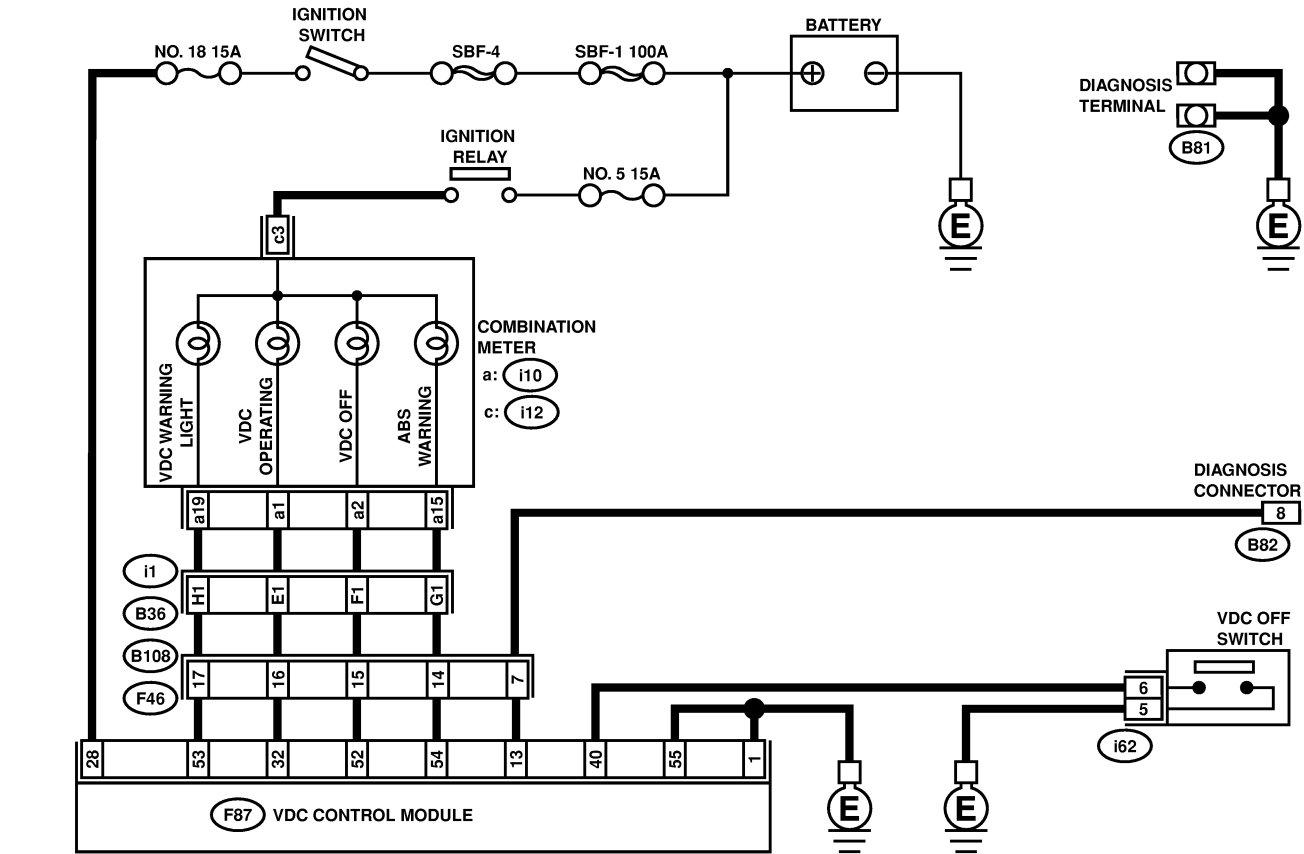 IGNITION
SWITCH
NO. 18 15A
SBF-4
SBF-1 100A
BATTERY
DIAGNOSIS
TERMINAL
B81
IGNITION
RELAY
NO. 5 15A
E
E
c3
COMBINATION
METER
a: i10
c: i12
VDC WARNING
LIGHT
VDC
OPERATING
VDC OFF
ABS
WARNING
a19
a1
a2
a15
DIAGNOSIS
CONNECTOR
8
B82
i1
H1
E1
F1
G1
B36
B108
17
16
15
14
7
F46
VDC OFF
SWITCH
6
5
i62
28
53
32
52
54
13
40
55
1
E
E
F87 VDC CONTROL MODULE